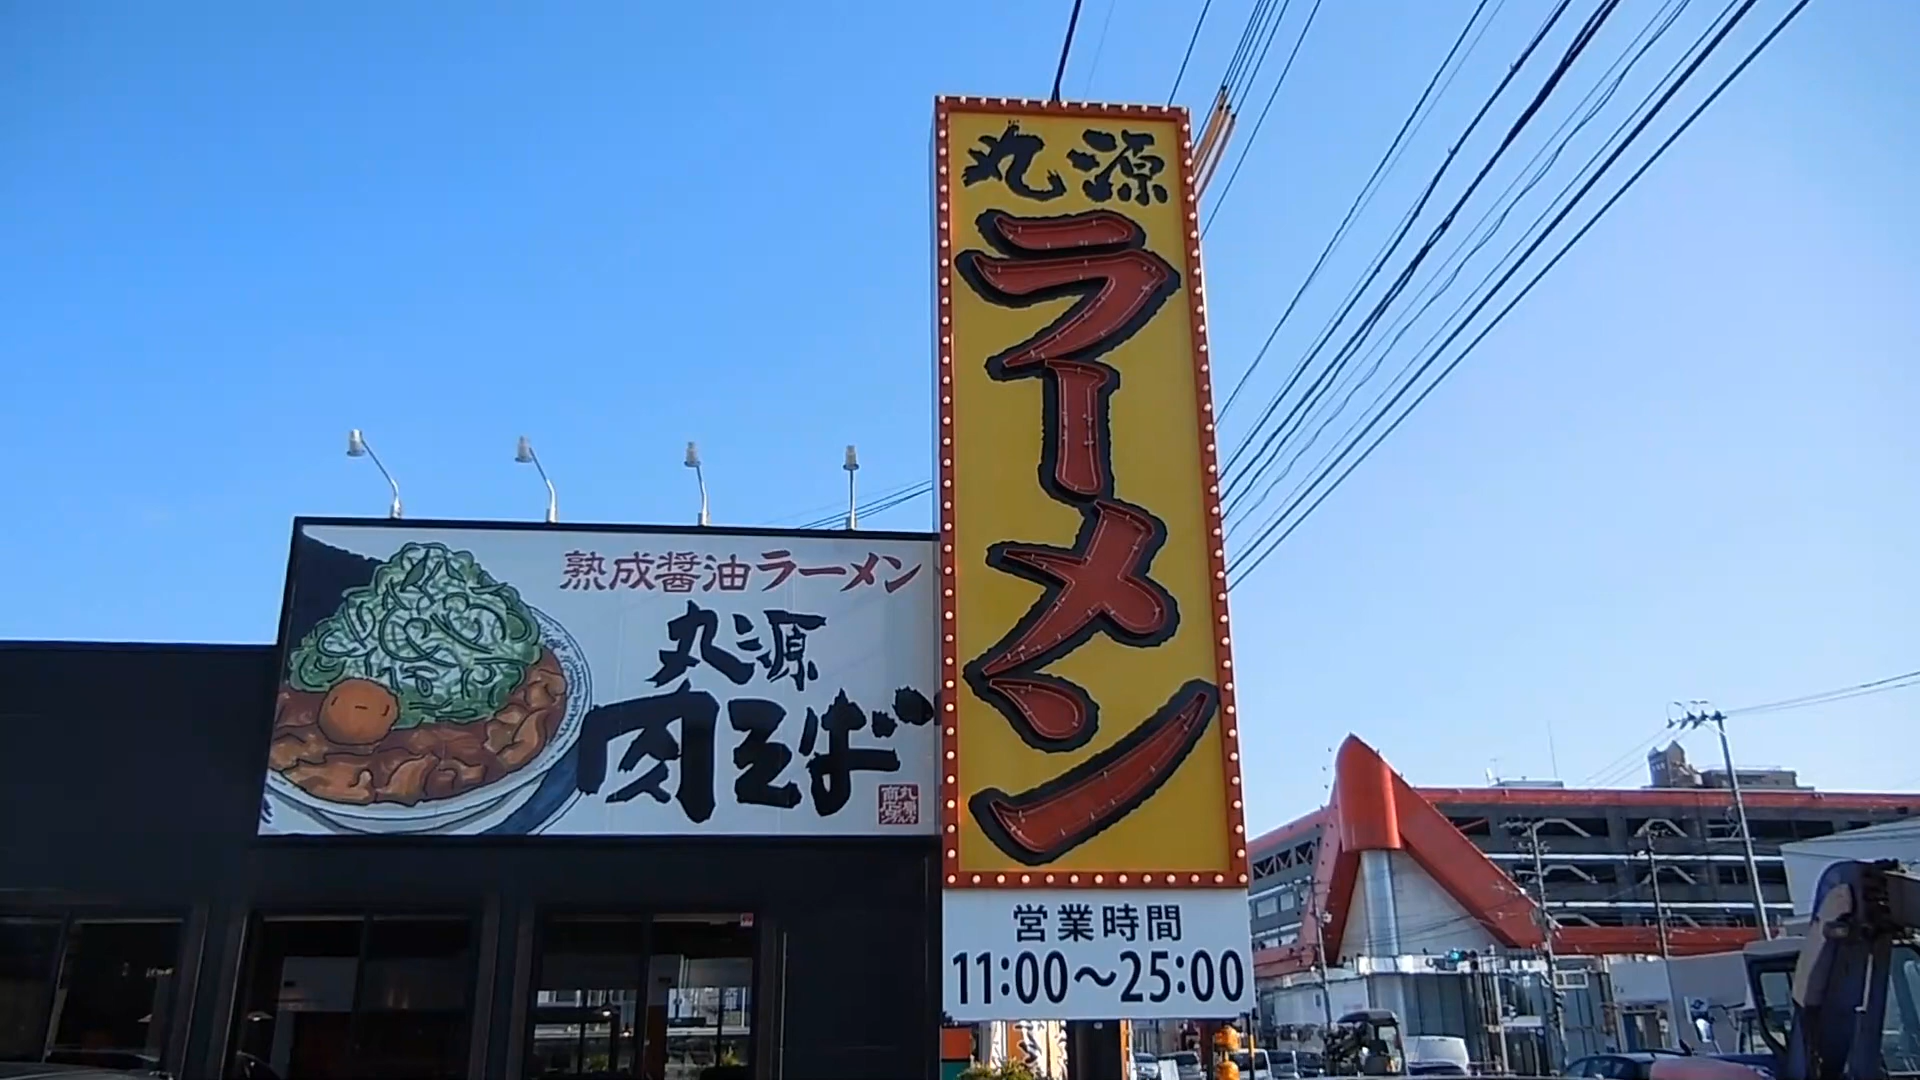 熟成醤油ラーメン
丸源
肉そば
丸源
ラーメン
営業時間
11:00～25:00